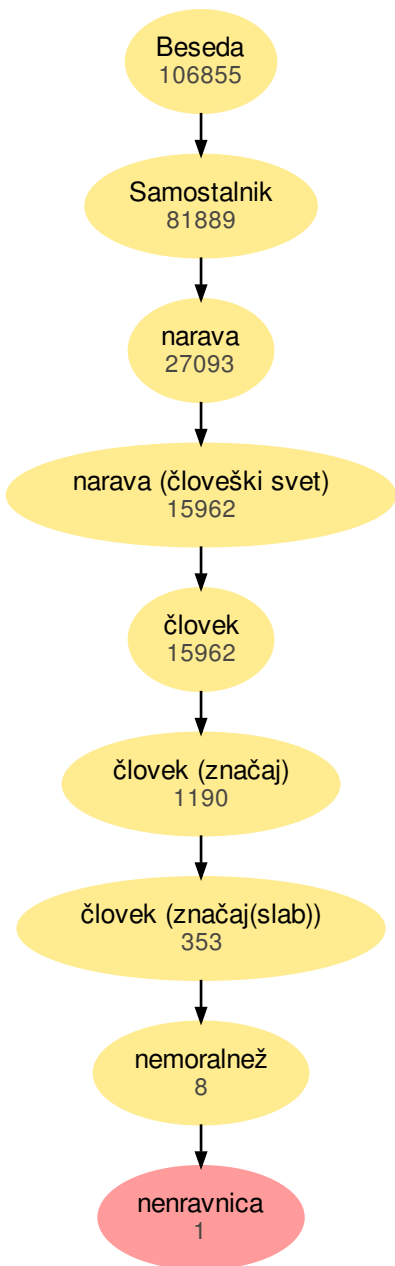 Beseda
106855
Samostalnik
81889
narava
27093
narava (človeški svet)
15962
človek
15962
človek (značaj)
1190
človek (značaj(slab))
353
nemoralnež
8
nenravnica
1